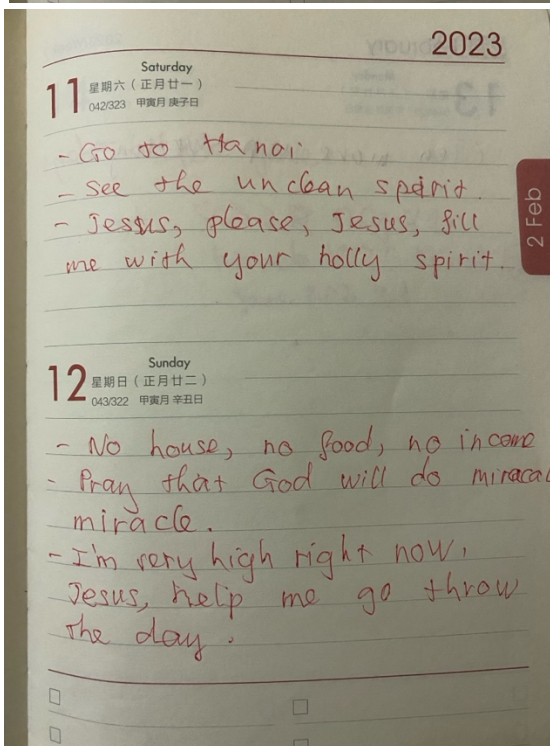 2023
Saturday
11 星期六（正月廿一）
042/323 甲寅月 庚子日
- Go to Hanoi
- See the unclean spirit.
- Jessus, please, Jesus, fill
me with your holly spirit.
2 Feb
Sunday
12 星期日（正月廿二）
043/322 甲寅月 辛丑日
- No house, no food, no income
- Pray that God will do miracal
miracle.
- I'm very high right now,
Jesus, help me go throw
the day.